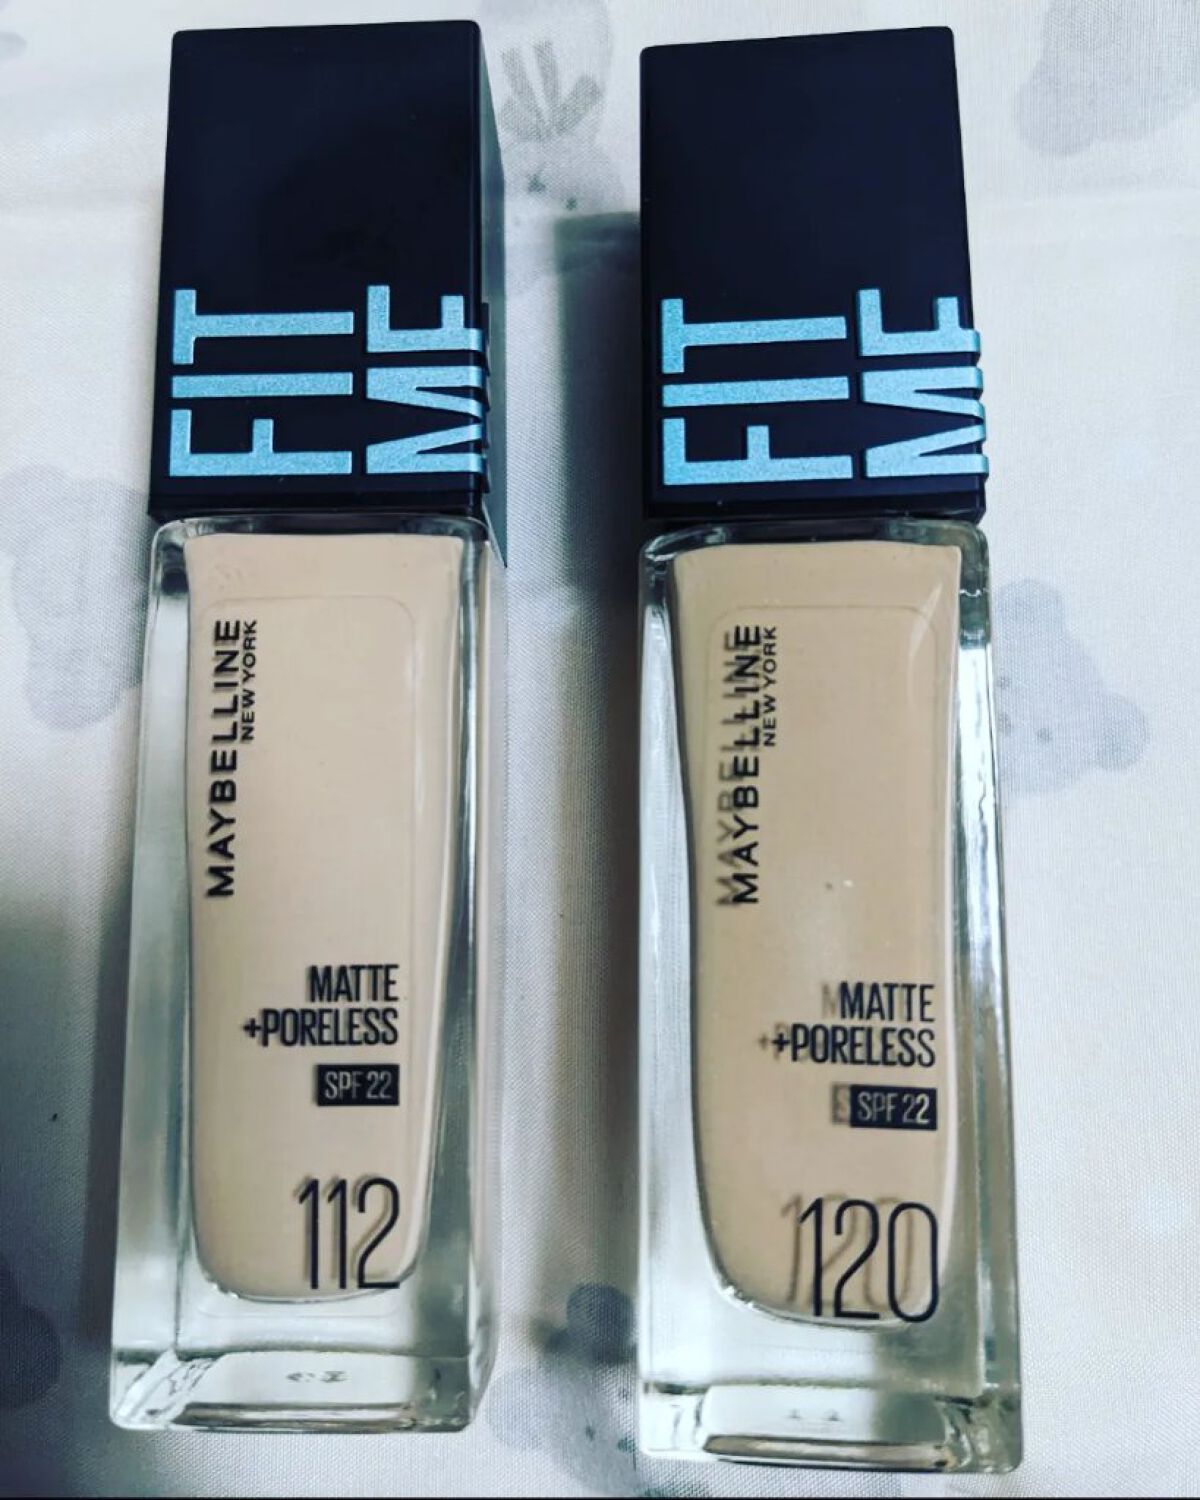 FIT
ME
MAYBELLINE
NEW YORK
MATTE
+PORELESS
SPF 22
112
FIT
ME
MAYBELLINE
NEW YORK
MATTE
+PORELESS
SPF 22
120